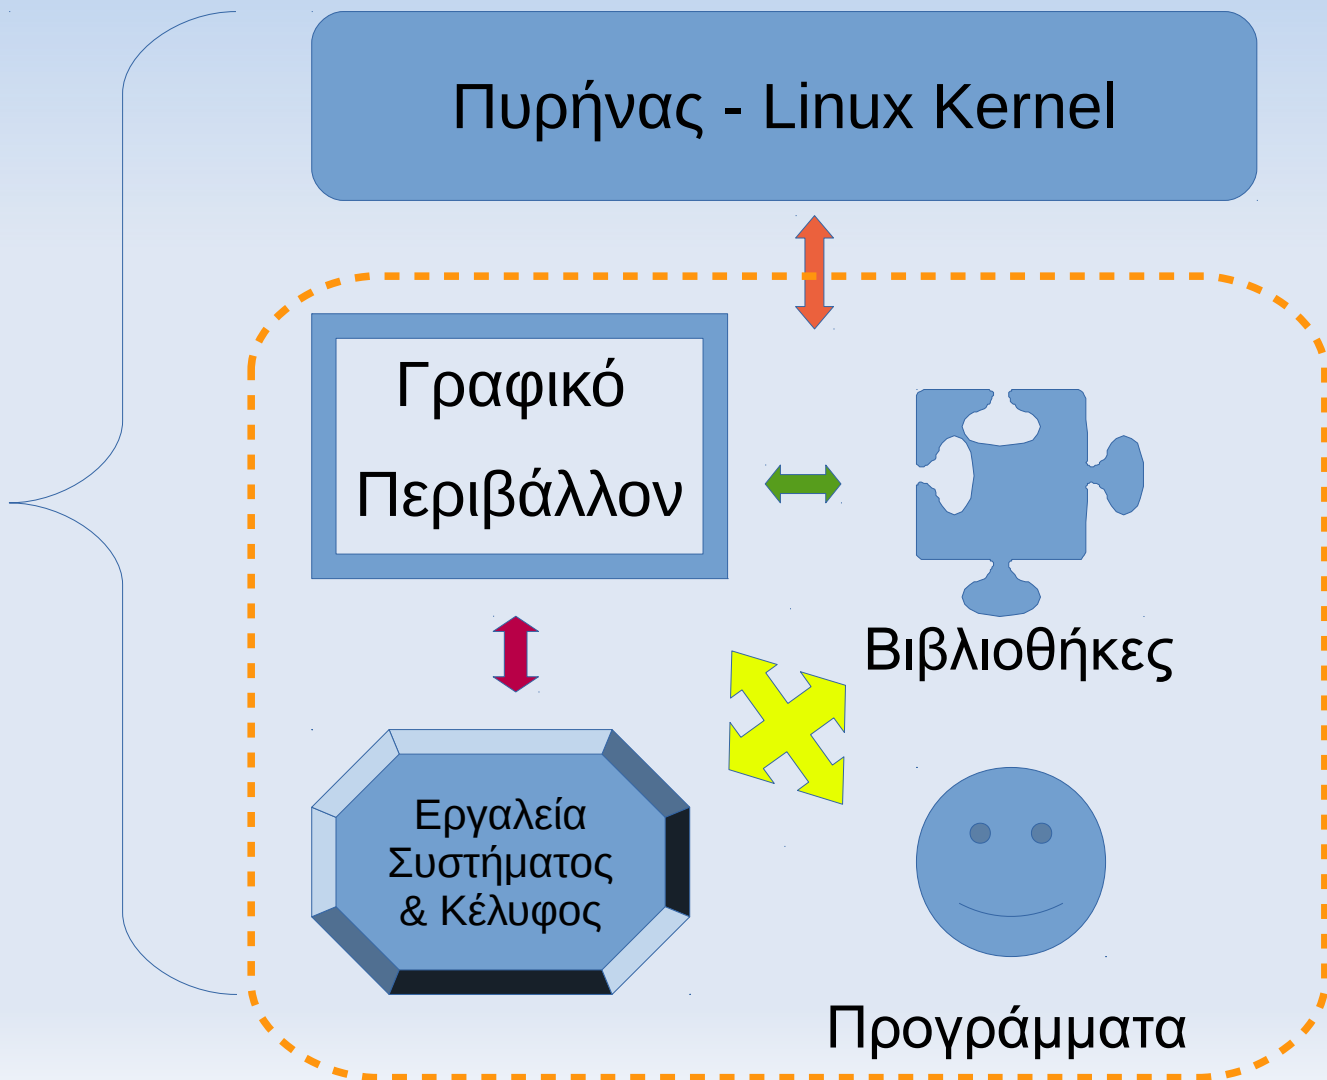 Πυρήνας - Linux Kernel
Γραφικό
Περιβάλλον
Βιβλιοθήκες
Εργαλεία
Συστήματος
& Κέλυφος
Προγράμματα